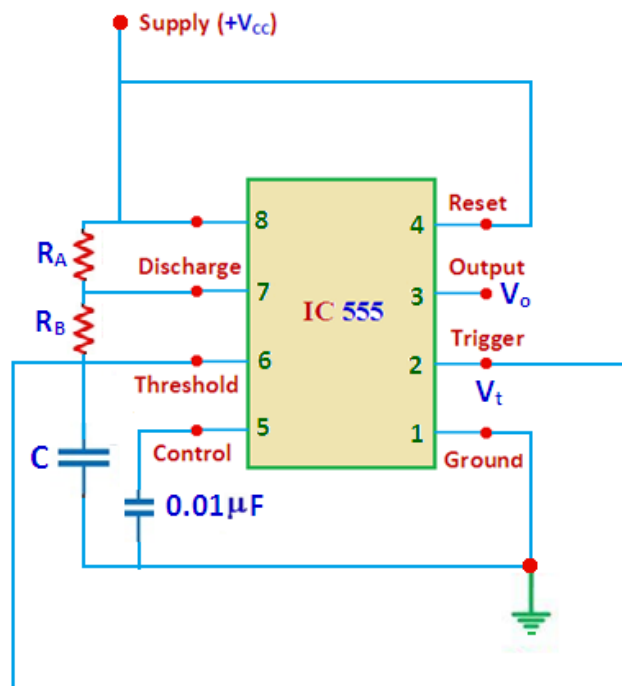 Supply (+Vcc)
8
4
Reset
RA
Discharge
7
IC 555
3
Output
Vo
RB
6
2
Trigger
Threshold
Vt
5
1
C
Control
Ground
0.01μF